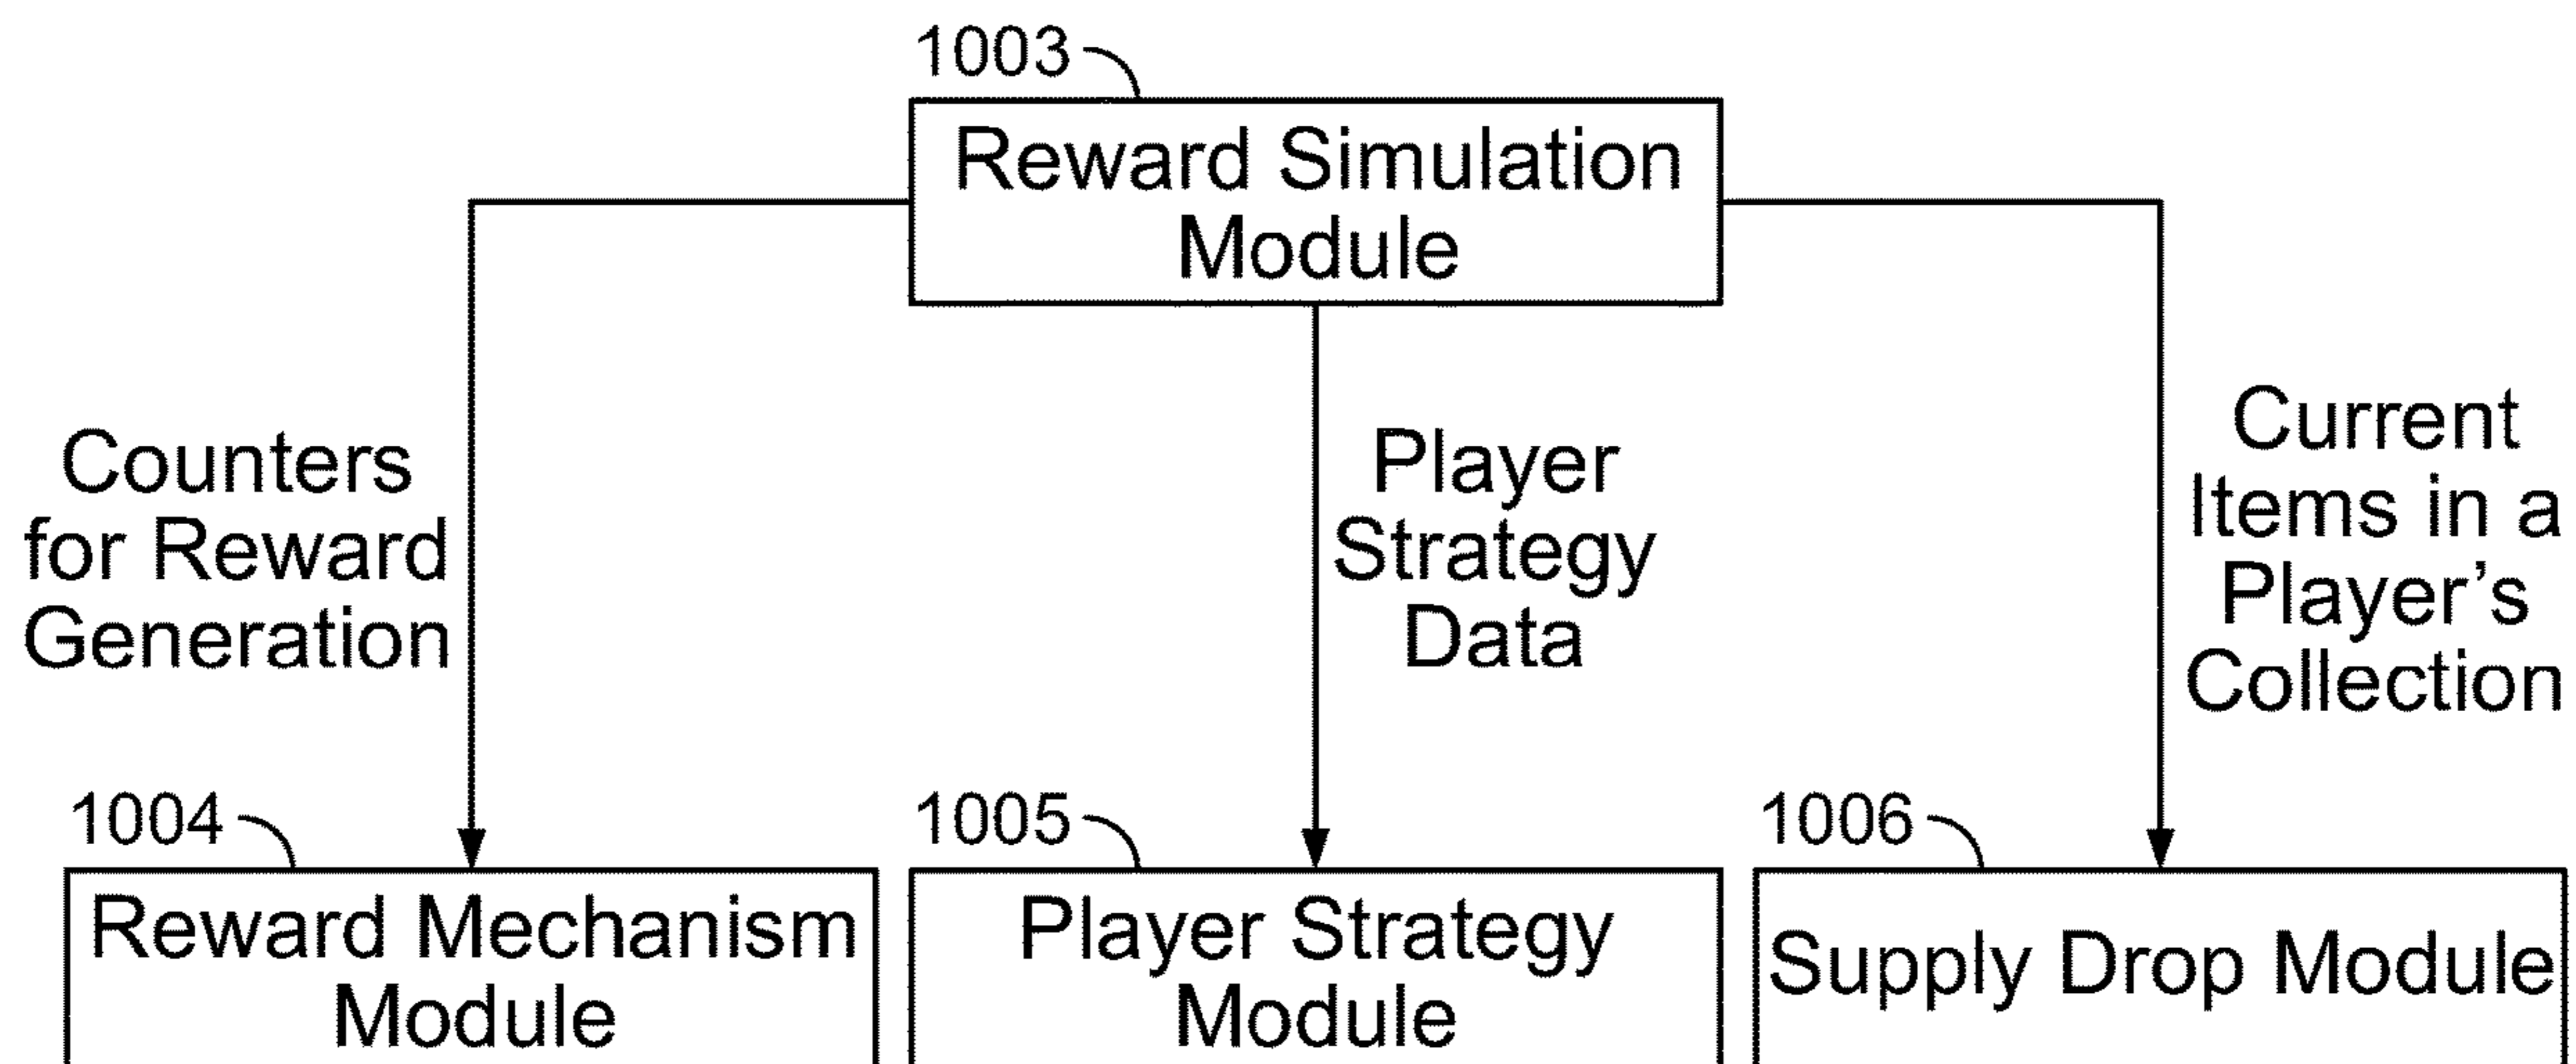 1003
Reward Simulation
Module
Counters
for Reward
Generation
Player
Strategy
Data
Current
Items in a
Player’s
Collection
1004
Reward Mechanism
Module
1005
Player Strategy
Module
1006
Supply Drop Module